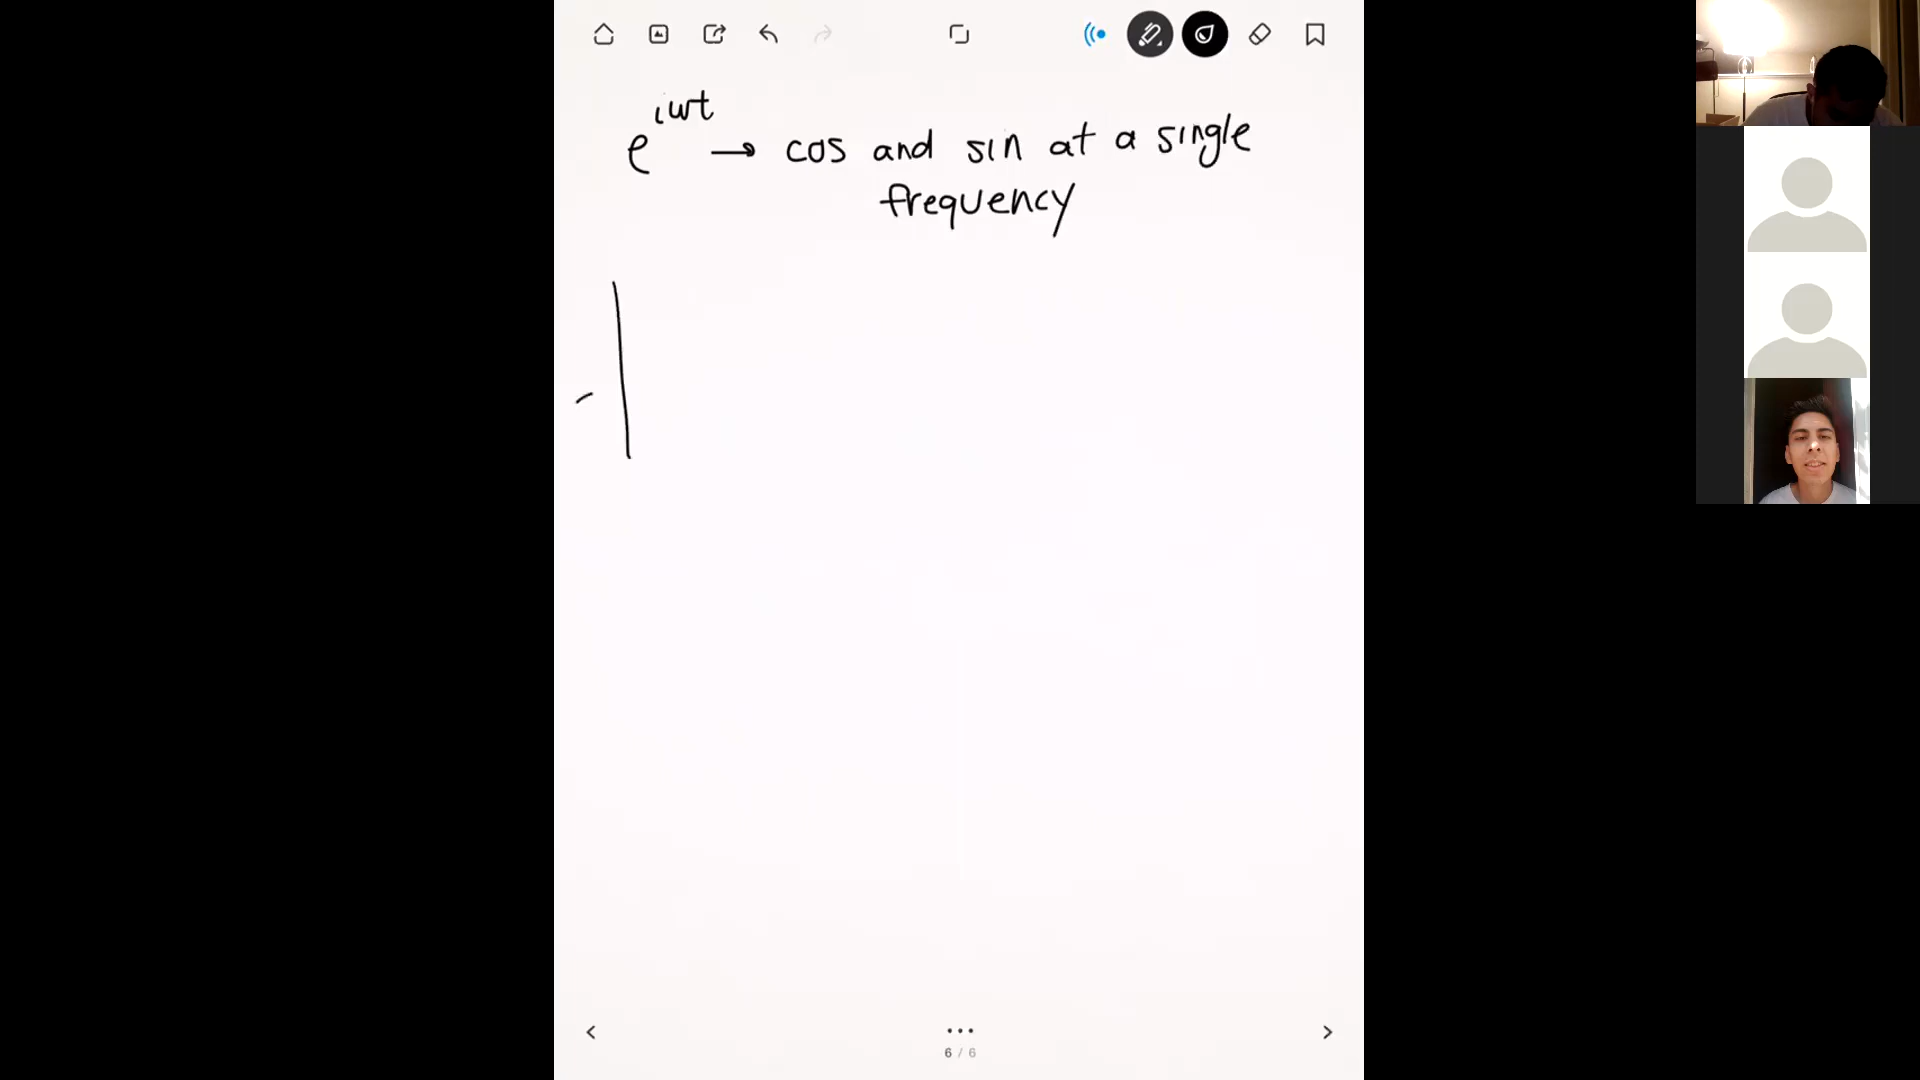 e^{iwt} → cos and sin at a single
frequency
6 / 6